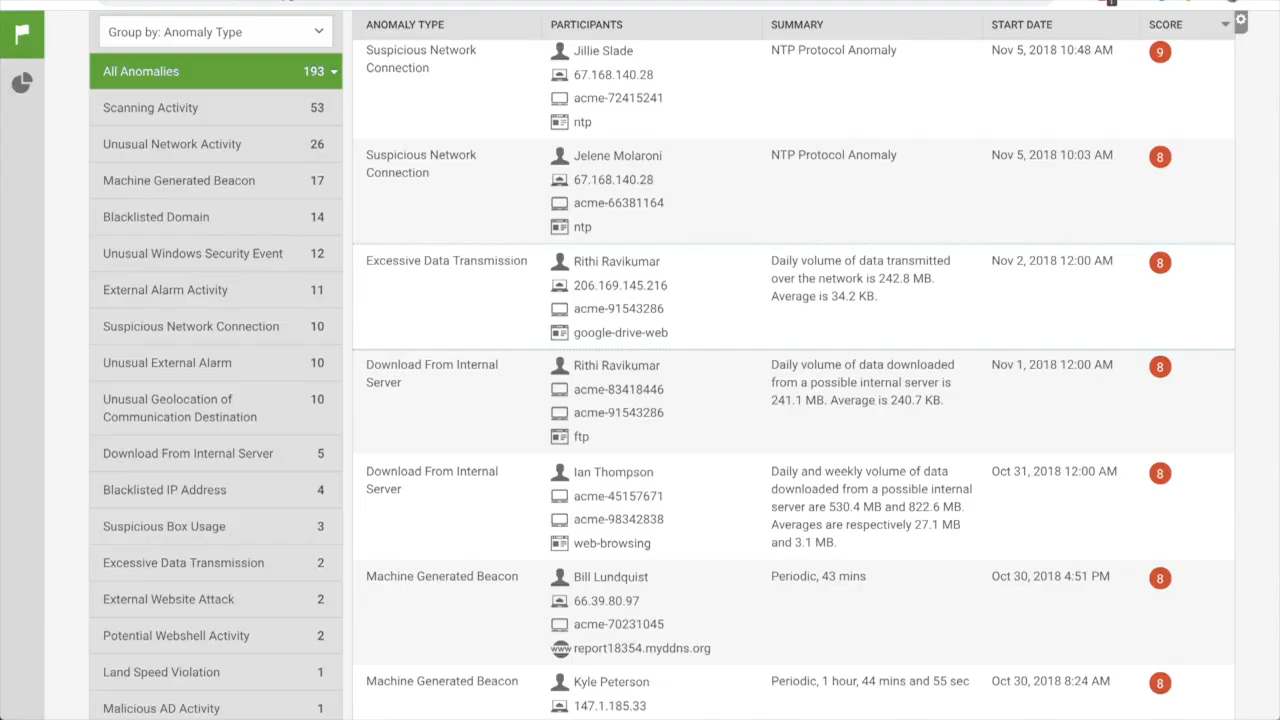 Group by: Anomaly Type
All Anomalies 193
Scanning Activity 53
Unusual Network Activity 26
Machine Generated Beacon 17
Blacklisted Domain 14
Unusual Windows Security Event 12
External Alarm Activity 11
Suspicious Network Connection 10
Unusual External Alarm 10
Unusual Geolocation of 10
Communication Destination
Download From Internal Server 5
Blacklisted IP Address 4
Suspicious Box Usage 3
Excessive Data Transmission 2
External Website Attack 2
Potential Webshell Activity 2
Land Speed Violation 1
Malicious AD Activity 1
ANOMALY TYPE PARTICIPANTS SUMMARY START DATE SCORE
Suspicious Network Jillie Slade NTP Protocol Anomaly Nov 5, 2018 10:48 AM 9
Connection 67.168.140.28
acme-72415241
ntp
Suspicious Network Jelene Molaroni NTP Protocol Anomaly Nov 5, 2018 10:03 AM 8
Connection 67.168.140.28
acme-66381164
ntp
Excessive Data Transmission Rithi Ravikumar Daily volume of data transmitted Nov 2, 2018 12:00 AM 8
206.169.145.216 over the network is 242.8 MB.
acme-91543286 Average is 34.2 KB.
google-drive-web
Download From Internal Rithi Ravikumar Daily volume of data downloaded Nov 1, 2018 12:00 AM 8
Server acme-83418446 from a possible internal server is
acme-91543286 241.1 MB. Average is 240.7 KB.
ftp
Download From Internal Ian Thompson Daily and weekly volume of data Oct 31, 2018 12:00 AM 8
Server acme-45157671 downloaded from a possible internal
acme-98342838 server are 530.4 MB and 822.6 MB.
web-browsing Averages are respectively 27.1 MB
and 3.1 MB.
Machine Generated Beacon Bill Lundquist Periodic, 43 mins Oct 30, 2018 4:51 PM 8
66.39.80.97
acme-70231045
www report18354.myddns.org
Machine Generated Beacon Kyle Peterson Periodic, 1 hour, 44 mins and 55 sec Oct 30, 2018 8:24 AM 8
147.1.185.33